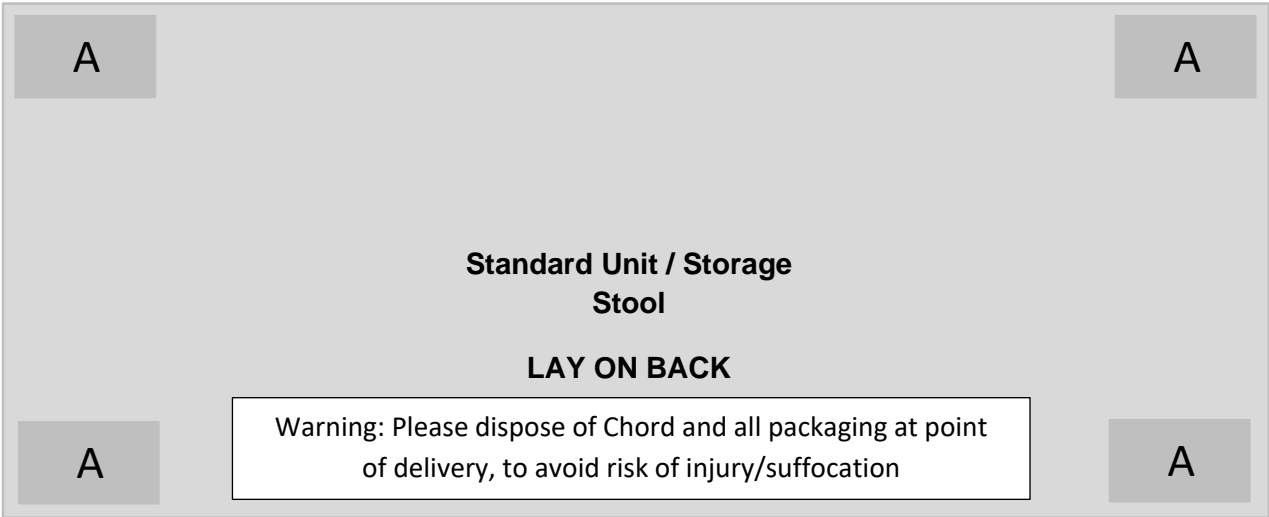 A A
Standard Unit / Storage
Stool
LAY ON BACK
Warning: Please dispose of Chord and all packaging at point
of delivery, to avoid risk of injury/suffocation
A A